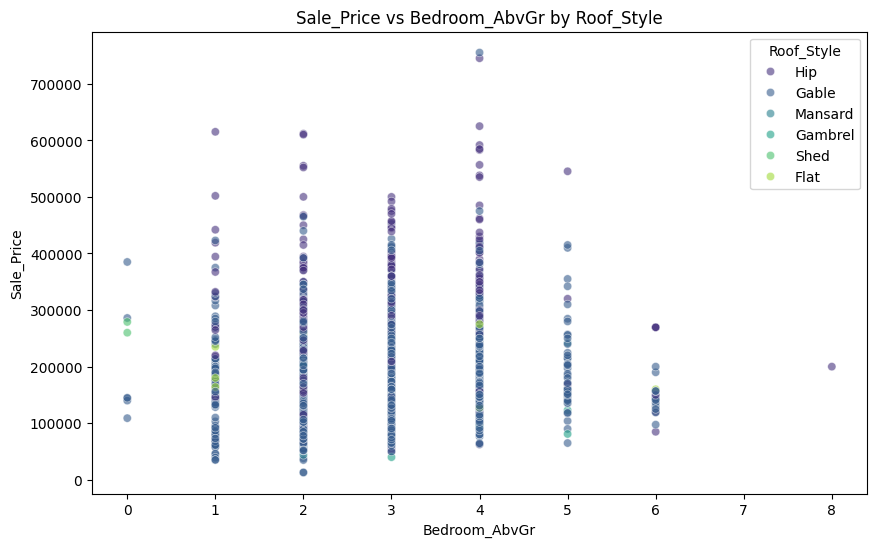 Sale_Price vs Bedroom_AbvGr by Roof_Style
Roof_Style
Hip
Gable
Mansard
Gambrel
Shed
Flat
700000
600000
500000
400000
300000
200000
100000
0
Sale_Price
0 1 2 3 4 5 6 7 8
Bedroom_AbvGr